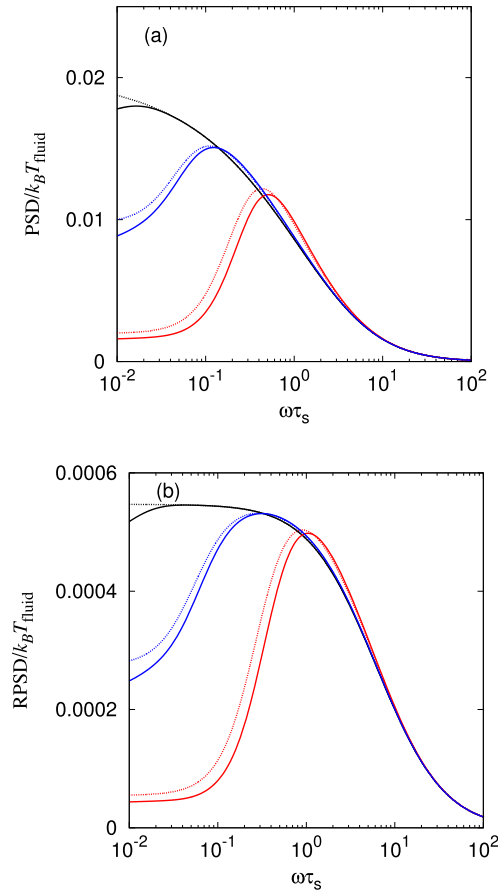 (a)
0.02
0.01
0
PSD/k_BT_fluid
10^-2 10^-1 10^0 10^1 10^2
ωτ_s
(b)
0.0006
0.0004
0.0002
0
RPSD/k_BT_fluid
10^-2 10^-1 10^0 10^1 10^2
ωτ_s